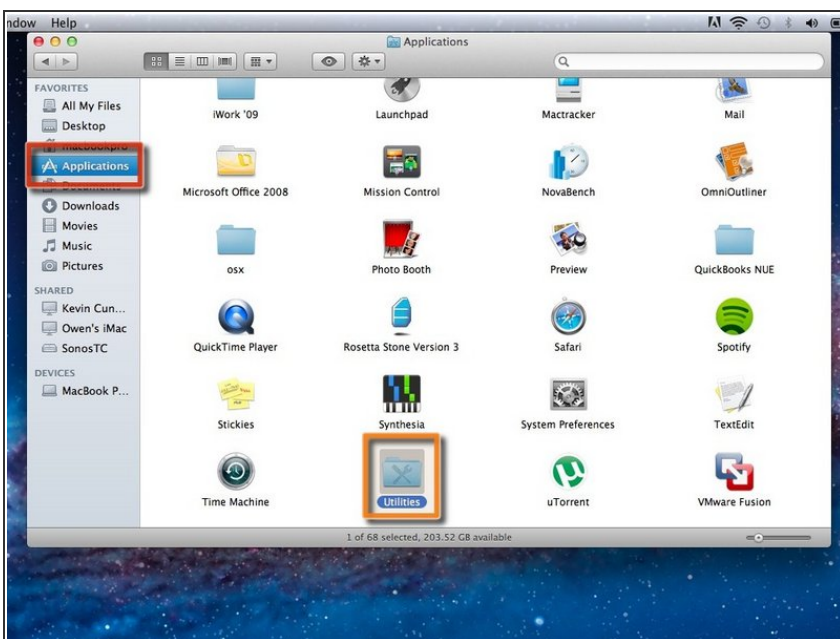 ndow Help
Applications
FAVORITES
All My Files
Desktop
macbookpro
Applications
Documents
Downloads
Movies
Music
Pictures
SHARED
Kevin Cun...
Owen's iMac
SonosTC
DEVICES
MacBook P...
iWork '09 Launchpad Mactracker Mail
Microsoft Office 2008 Mission Control NovaBench OmniOutliner
osx Photo Booth Preview QuickBooks NUE
QuickTime Player Rosetta Stone Version 3 Safari Spotify
Stickies Synthesia System Preferences TextEdit
Time Machine Utilities uTorrent VMware Fusion
1 of 68 selected, 203.52 GB available